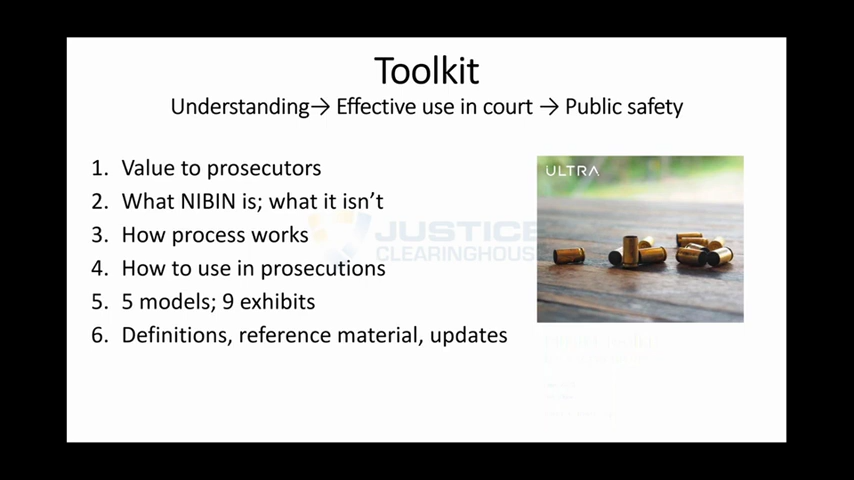 Toolkit
Understanding→ Effective use in court → Public safety
1. Value to prosecutors
2. What NIBIN is; what it isn't
3. How process works
4. How to use in prosecutions
5. 5 models; 9 exhibits
6. Definitions, reference material, updates
ULTRA
JUSTICE
CLEARINGHOUSE